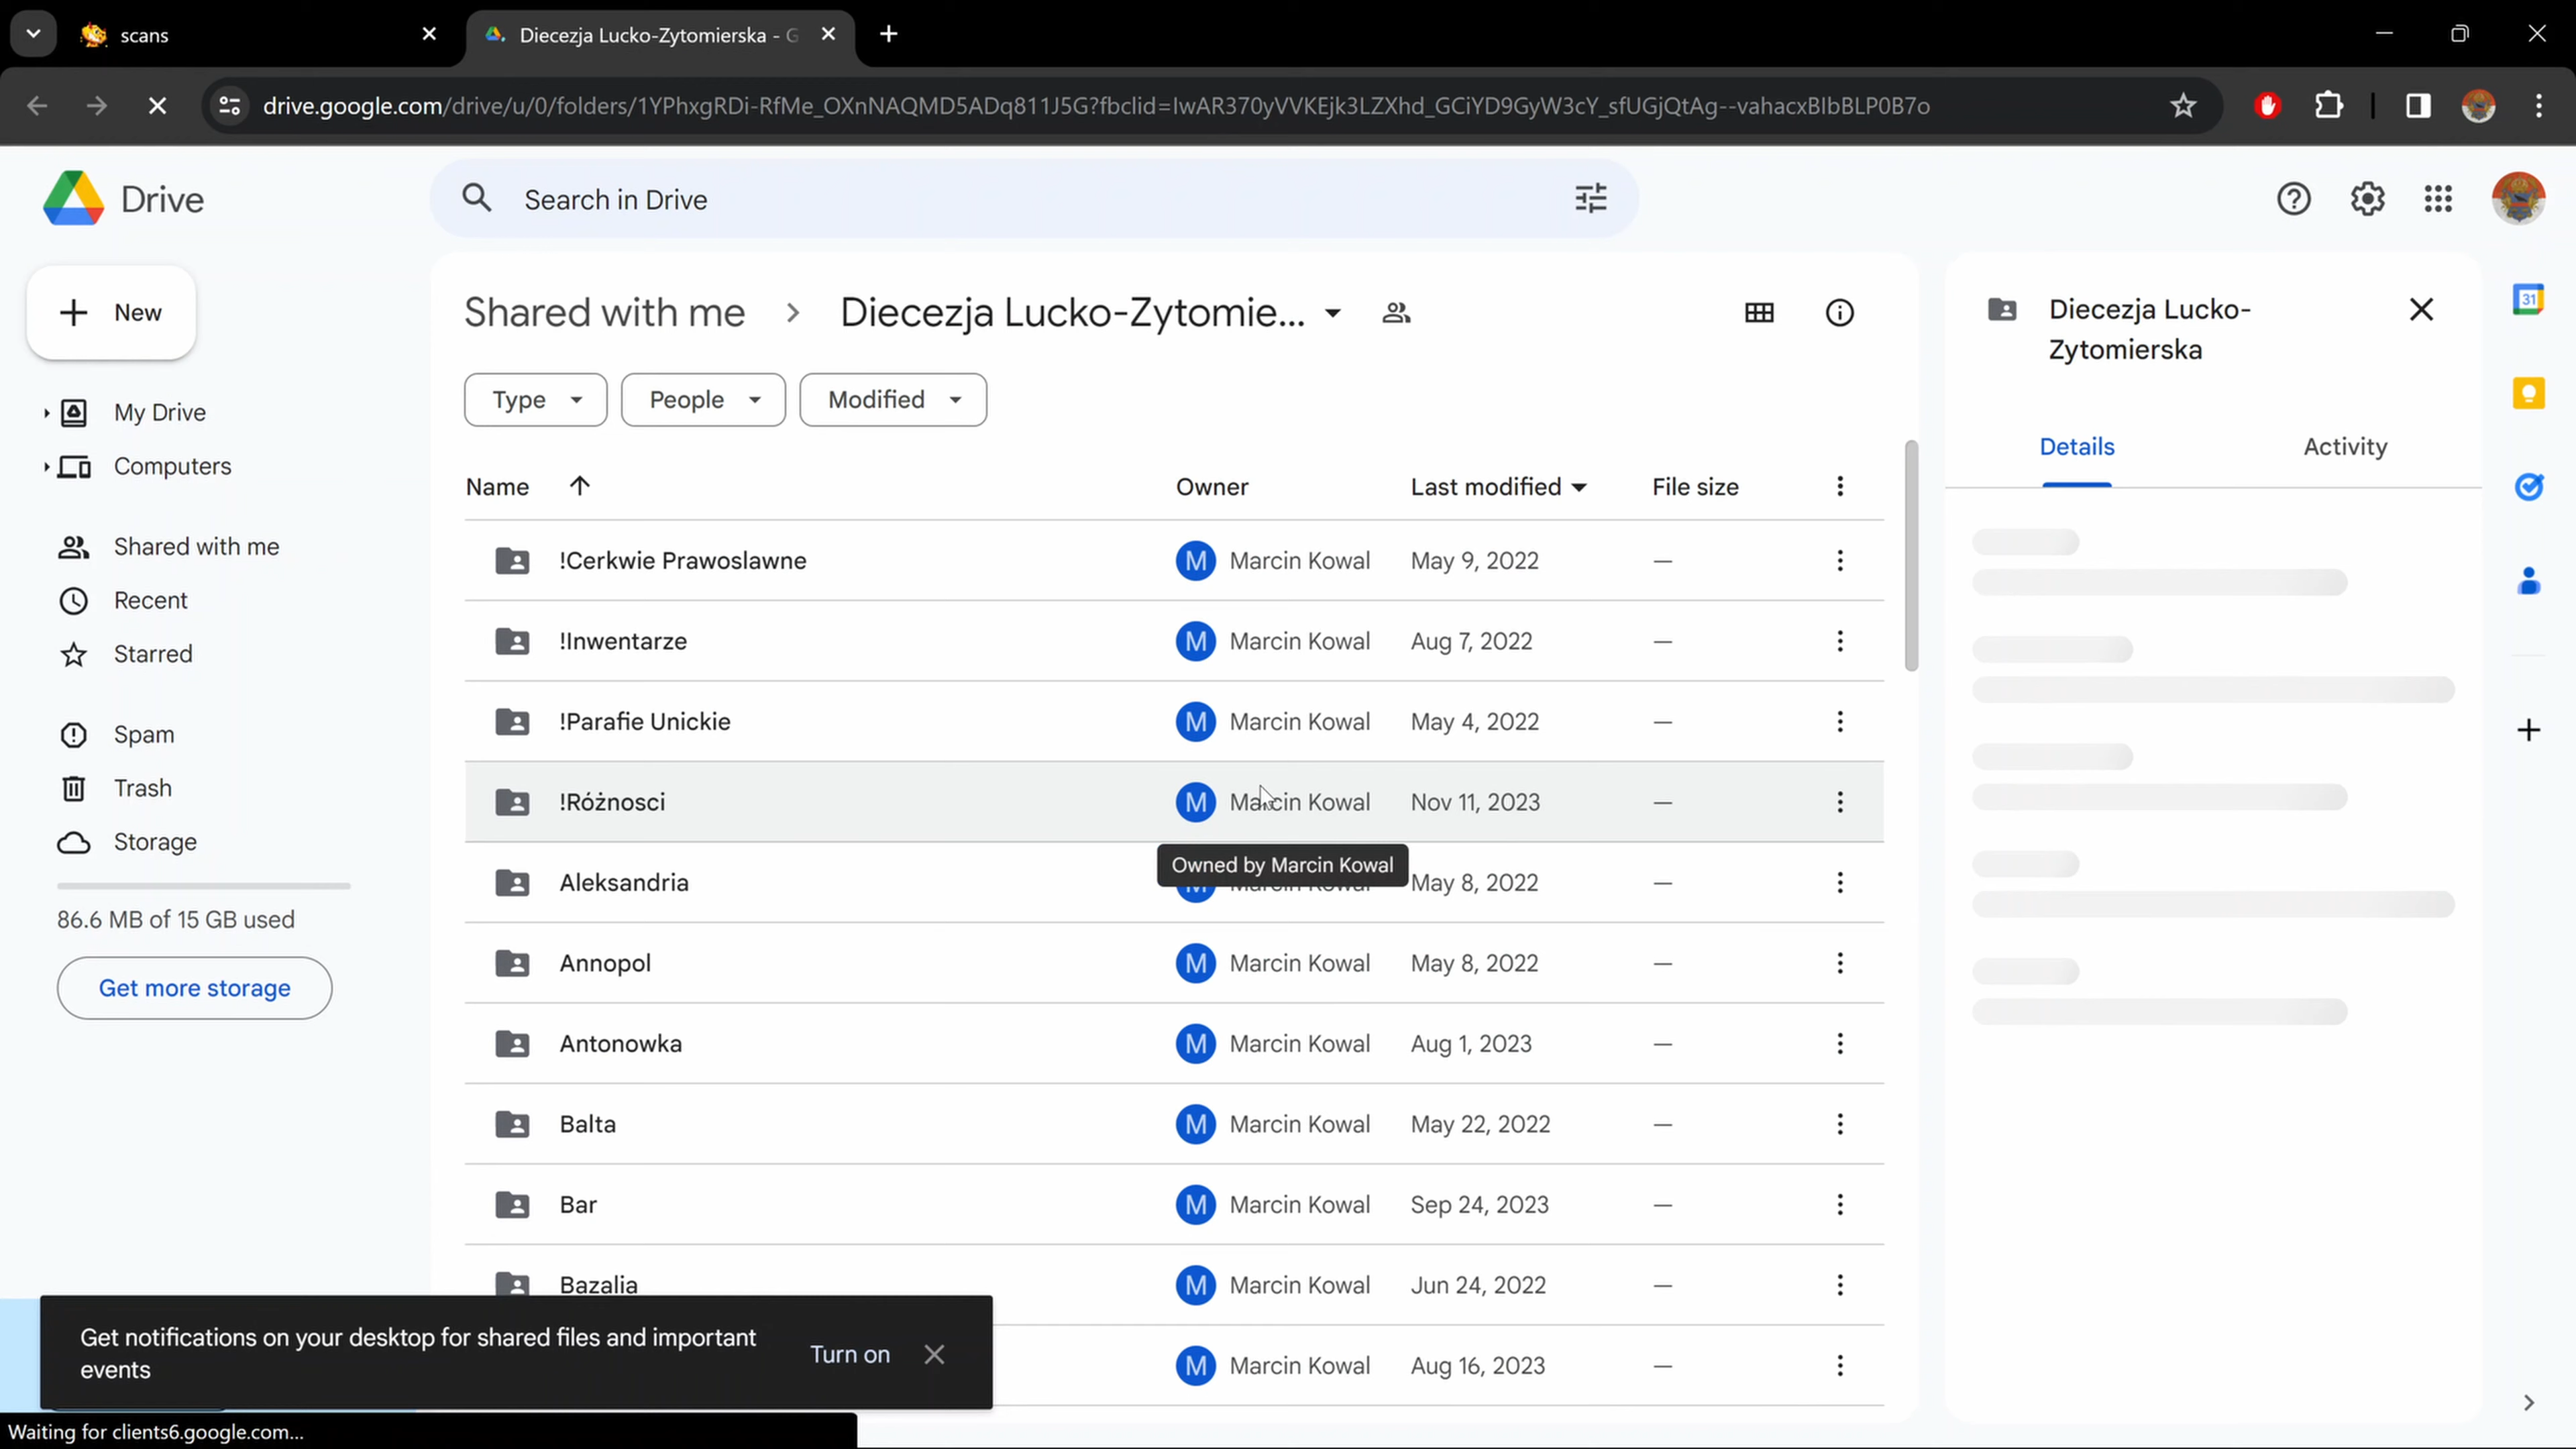 scans
Diecezja Lucko-Zytomierska - G
drive.google.com/drive/u/0/folders/1YPhxgRDi-RfMe_OXnNAQMD5ADq811J5G?fbclid=IwAR370yVVKEjk3LZXhd_GCiYD9GyW3cY_sfUGjQtAg--vahacxBIbBLP0B7o
Drive
Search in Drive
New
My Drive
Computers
Shared with me
Recent
Starred
Spam
Trash
Storage
86.6 MB of 15 GB used
Get more storage
Shared with me
Diecezja Lucko-Zytomie...
Type
People
Modified
Name Owner Last modified File size
!Cerkwie Prawoslawne M Marcin Kowal May 9, 2022 —
!Inwentarze M Marcin Kowal Aug 7, 2022 —
!Parafie Unickie M Marcin Kowal May 4, 2022 —
!Różnosci M Marcin Kowal Nov 11, 2023 —
Owned by Marcin Kowal
Aleksandria May 8, 2022 —
Annopol M Marcin Kowal May 8, 2022 —
Antonowka M Marcin Kowal Aug 1, 2023 —
Balta M Marcin Kowal May 22, 2022 —
Bar M Marcin Kowal Sep 24, 2023 —
Bazalia M Marcin Kowal Jun 24, 2022 —
M Marcin Kowal Aug 16, 2023 —
Diecezja Lucko-
Zytomierska
Details
Activity
31
Get notifications on your desktop for shared files and important
events
Turn on
Waiting for clients6.google.com...